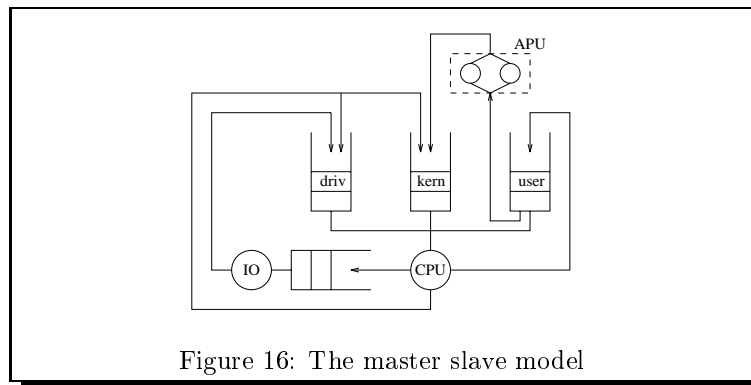 APU
driv
kern
user
IO
CPU
Figure 16: The master slave model